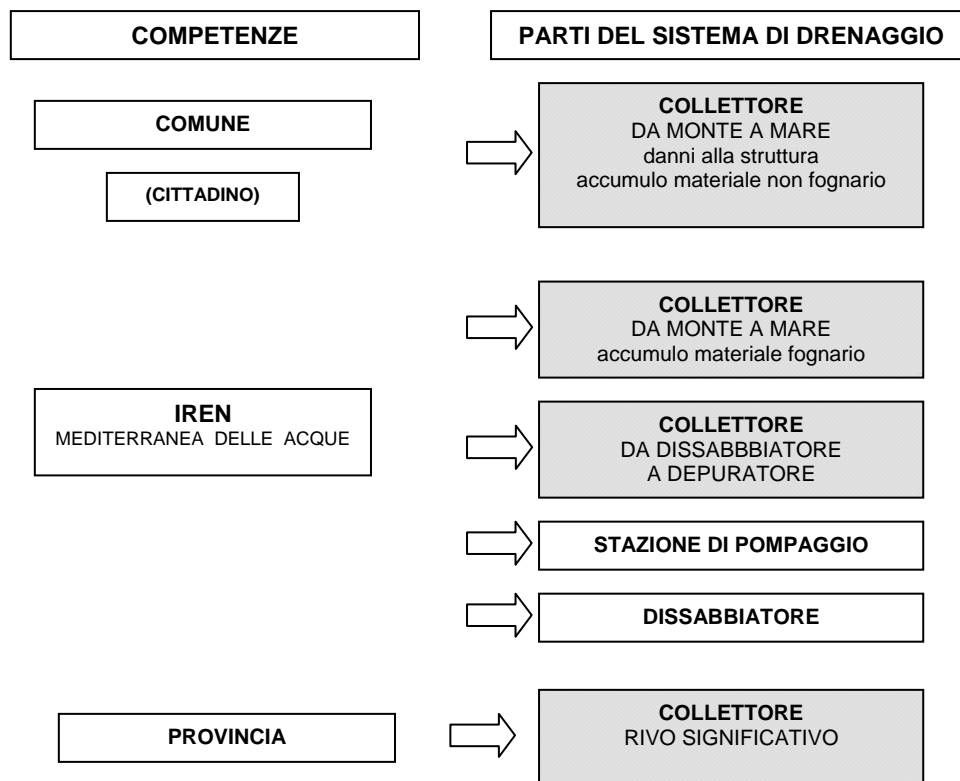 COMPETENZE
PARTI DEL SISTEMA DI DRENAGGIO
COMUNE
(CITTADINO)
COLLETTORE
DA MONTE A MARE
danni alla struttura
accumulo materiale non fognario
COLLETTORE
DA MONTE A MARE
accumulo materiale fognario
IREN
MEDITERRANEA DELLE ACQUE
COLLETTORE
DA DISSABBBIATORE
A DEPURATORE
STAZIONE DI POMPAGGIO
DISSABBIATORE
PROVINCIA
COLLETTORE
RIVO SIGNIFICATIVO